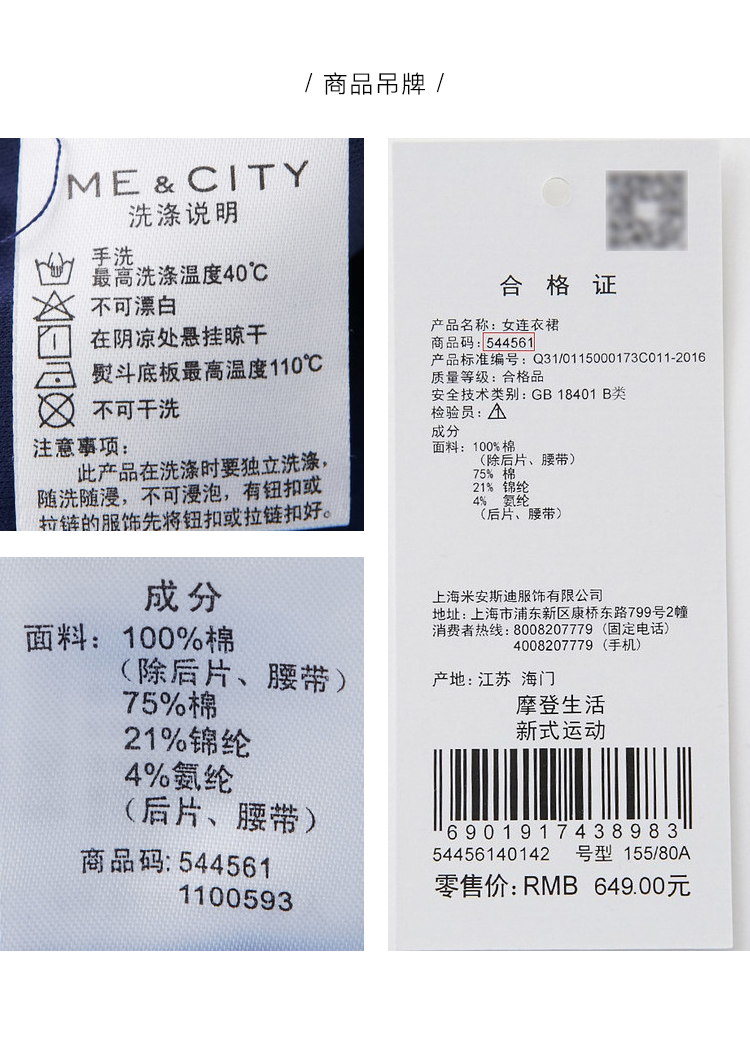 / 商品吊牌 /
ME & CITY
洗涤说明
手洗
最高洗涤温度40℃
不可漂白
在阴凉处悬挂晾干
熨斗底板最高温度110℃
不可干洗
注意事项:
此产品在洗涤时要独立洗涤,
随洗随浸,不可浸泡,有钮扣或
拉链的服饰先将钮扣或拉链扣好。
成分
面料: 100%棉
(除后片、腰带)
75%棉
21%锦纶
4%氨纶
(后片、腰带)
商品码: 544561
1100593
合格证
产品名称: 女连衣裙
商品码: 544561
产品标准编号: Q31/0115000173C011-2016
质量等级: 合格品
安全技术类别: GB 18401 B类
检验员:
成分
面料: 100%棉
(除后片、腰带)
75% 棉
21% 锦纶
4% 氨纶
(后片、腰带)
上海米安斯迪服饰有限公司
地址: 上海市浦东新区康桥东路799号2幢
消费者热线: 8008207779 (固定电话)
4008207779 (手机)
产地: 江苏 海门
摩登生活
新式运动
6901917438983
54456140142 号型 155/80A
零售价: RMB 649.00元